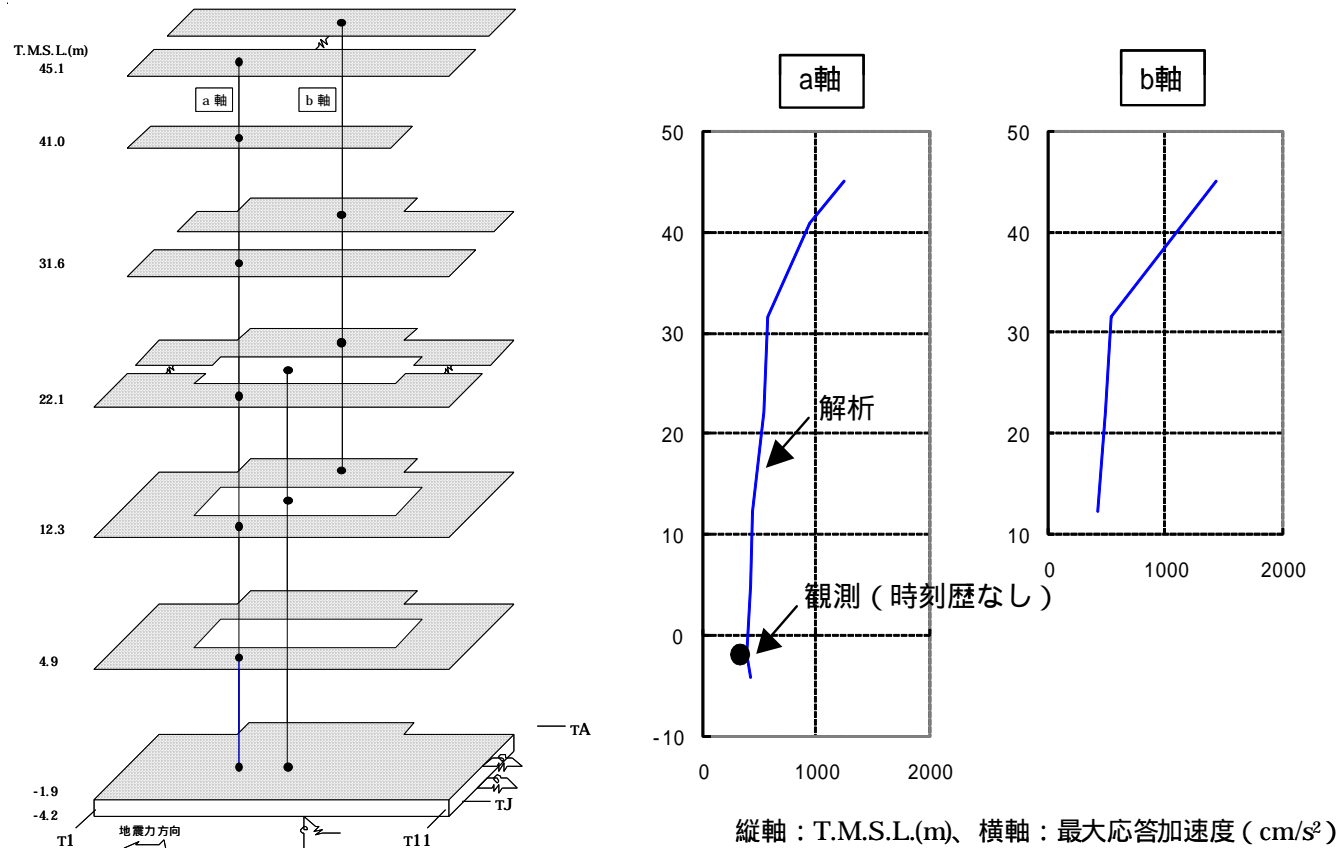 T.M.S.L.(m)
45.1
a 軸
b 軸
41.0
31.6
22.1
12.3
4.9
TA
-1.9
-4.2
TJ
T1
地震力方向
T11
a軸
50
40
30
20
10
0
-10
0
1000
2000
解析
観測（時刻歴なし）
b軸
50
40
30
20
10
0
1000
2000
縦軸：T.M.S.L.(m)、横軸：最大応答加速度（cm/s²）